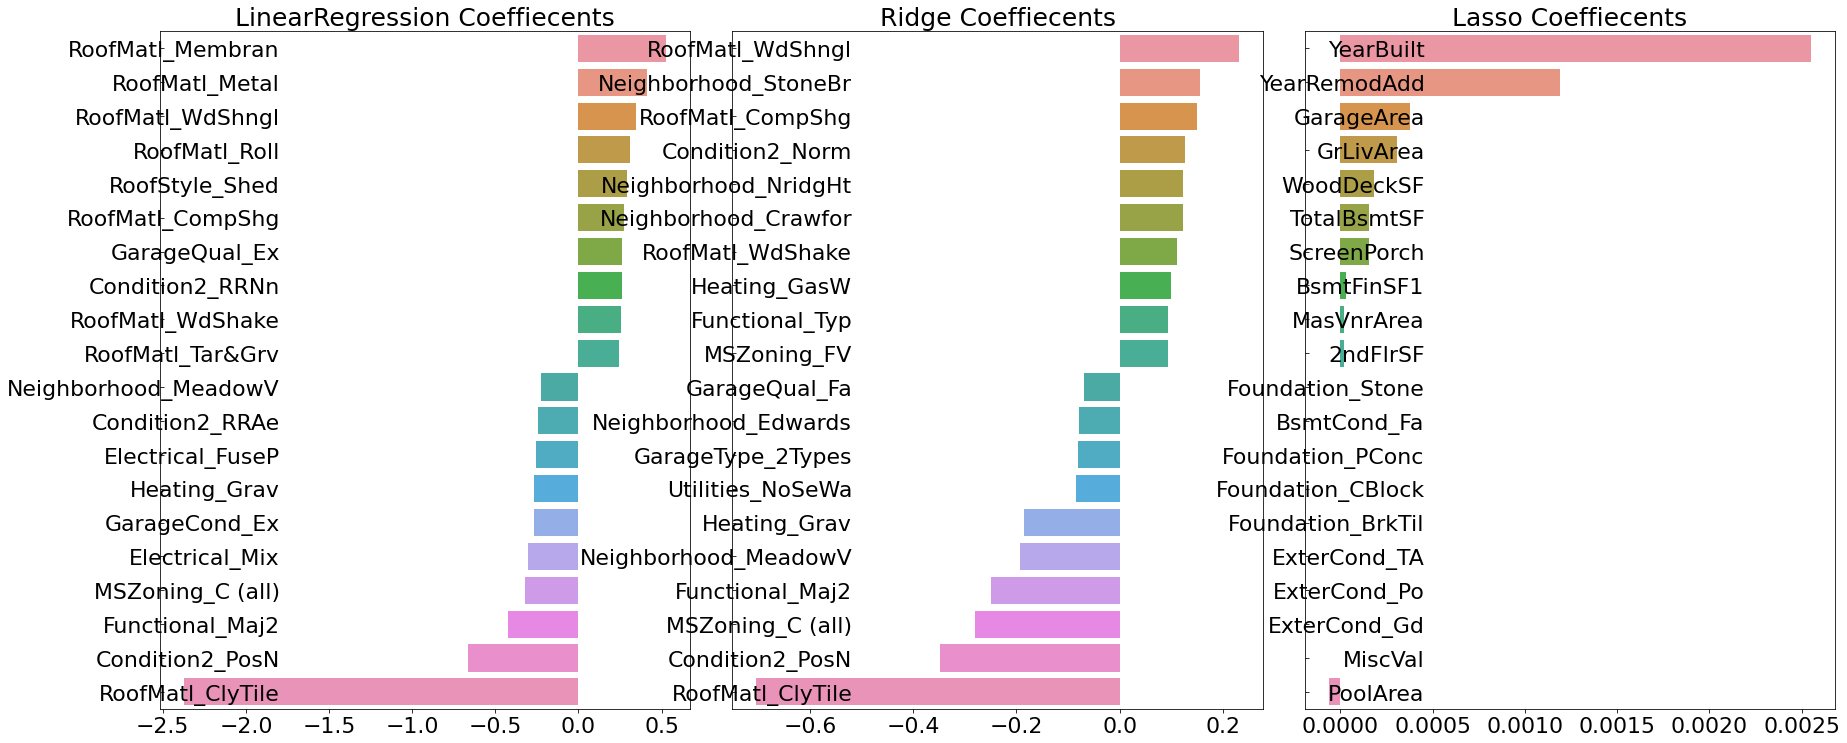 LinearRegression Coeffiecents
RoofMatl_Membran
RoofMatl_Metal
RoofMatl_WdShngl
RoofMatl_Roll
RoofStyle_Shed
RoofMatl_CompShg
GarageQual_Ex
Condition2_RRNn
RoofMatl_WdShake
RoofMatl_Tar&Grv
Neighborhood_MeadowV
Condition2_RRAe
Electrical_FuseP
Heating_Grav
GarageCond_Ex
Electrical_Mix
MSZoning_C (all)
Functional_Maj2
Condition2_PosN
RoofMatl_ClyTile
−2.5 −2.0 −1.5 −1.0 −0.5 0.0 0.5
Ridge Coeffiecents
RoofMatl_WdShngl
Neighborhood_StoneBr
RoofMatl_CompShg
Condition2_Norm
Neighborhood_NridgHt
Neighborhood_Crawfor
RoofMatl_WdShake
Heating_GasW
Functional_Typ
MSZoning_FV
GarageQual_Fa
Neighborhood_Edwards
GarageType_2Types
Utilities_NoSeWa
Heating_Grav
Neighborhood_MeadowV
Functional_Maj2
MSZoning_C (all)
Condition2_PosN
RoofMatl_ClyTile
−0.6 −0.4 −0.2 0.0 0.2
Lasso Coeffiecents
YearBuilt
YearRemodAdd
GarageArea
GrLivArea
WoodDeckSF
TotalBsmtSF
ScreenPorch
BsmtFinSF1
MasVnrArea
2ndFlrSF
Foundation_Stone
BsmtCond_Fa
Foundation_PConc
Foundation_CBlock
Foundation_BrkTil
ExterCond_TA
ExterCond_Po
ExterCond_Gd
MiscVal
PoolArea
0.0000 0.0005 0.0010 0.0015 0.0020 0.0025